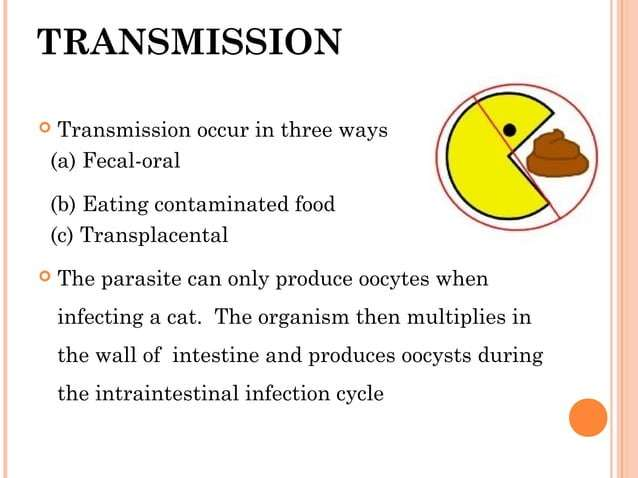 TRANSMISSION
Transmission occur in three ways
(a) Fecal-oral
(b) Eating contaminated food
(c) Transplacental
The parasite can only produce oocytes when
infecting a cat. The organism then multiplies in
the wall of intestine and produces oocysts during
the intraintestinal infection cycle